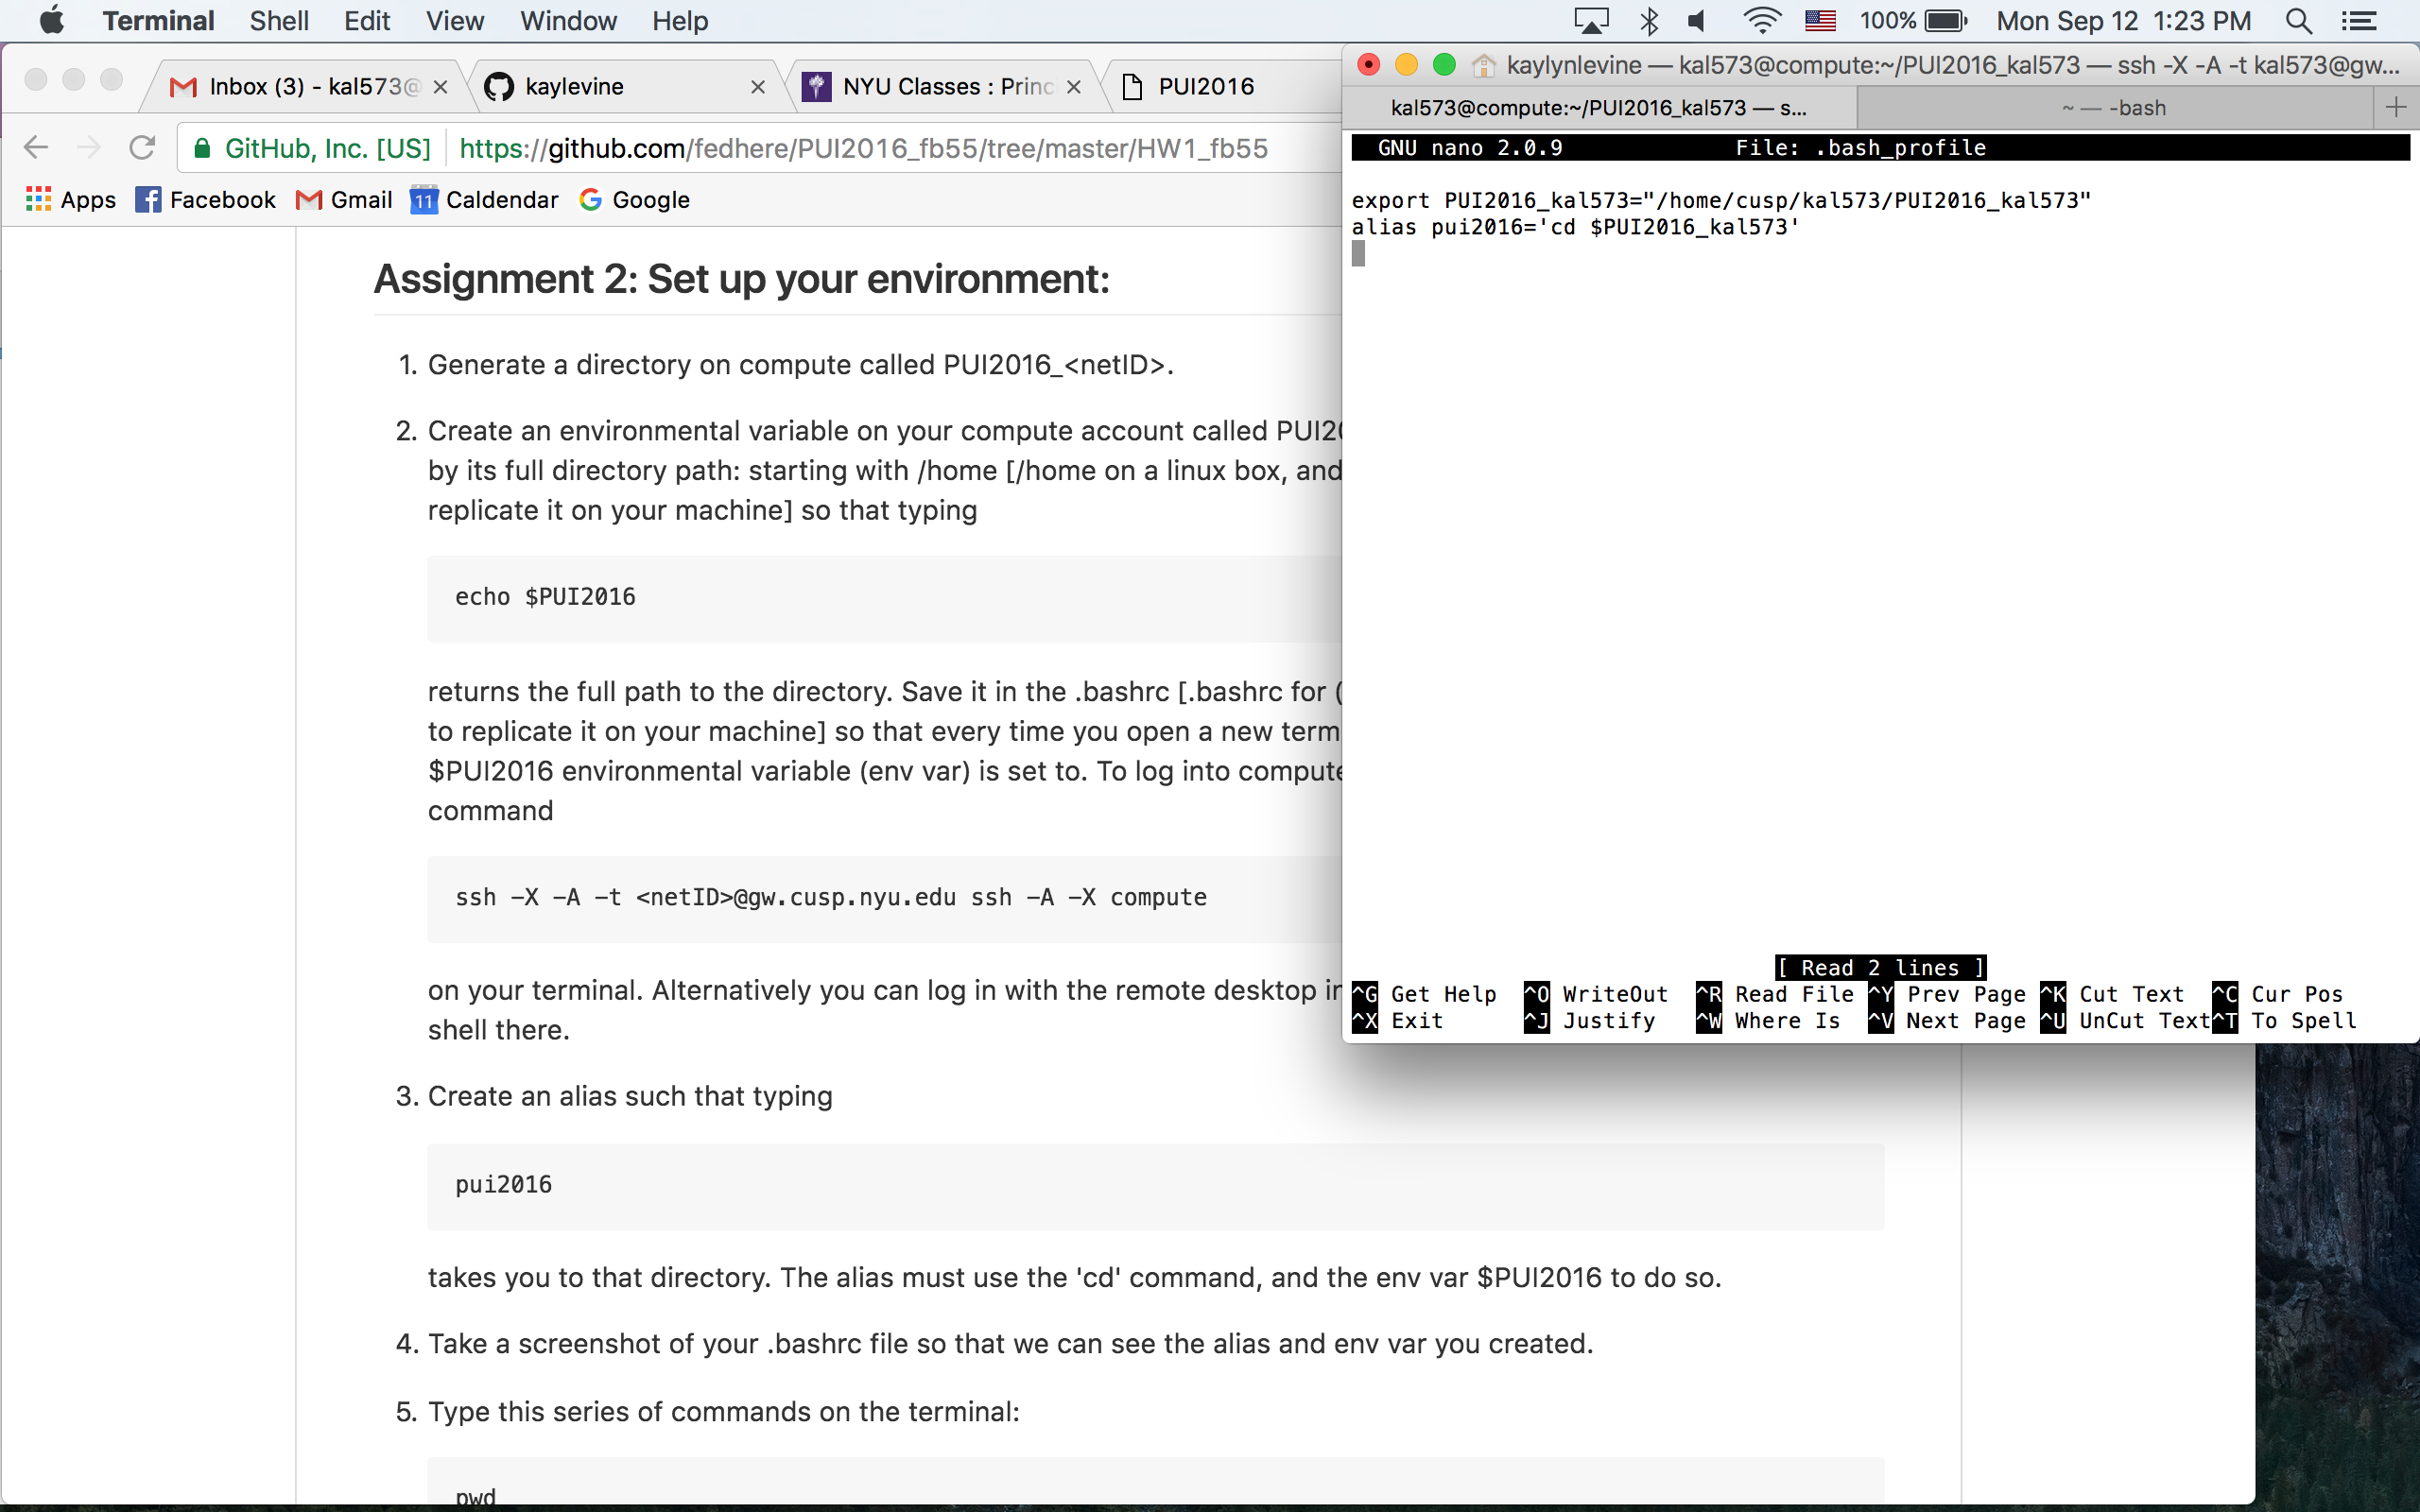 Terminal Shell Edit View Window Help 100% Mon Sep 12 1:23 PM
Inbox (3) - kal573@ kaylevine NYU Classes : Princ PUI2016
GitHub, Inc. [US] https://github.com/fedhere/PUI2016_fb55/tree/master/HW1_fb55
Apps Facebook Gmail 11 Caldendar Google
Assignment 2: Set up your environment:
1. Generate a directory on compute called PUI2016_<netID>.
2. Create an environmental variable on your compute account called PUI20
by its full directory path: starting with /home [/home on a linux box, and
replicate it on your machine] so that typing
echo $PUI2016
returns the full path to the directory. Save it in the .bashrc [.bashrc for (
to replicate it on your machine] so that every time you open a new term
$PUI2016 environmental variable (env var) is set to. To log into compute
command
ssh -X -A -t <netID>@gw.cusp.nyu.edu ssh -A -X compute
on your terminal. Alternatively you can log in with the remote desktop in
shell there.
3. Create an alias such that typing
pui2016
takes you to that directory. The alias must use the 'cd' command, and the env var $PUI2016 to do so.
4. Take a screenshot of your .bashrc file so that we can see the alias and env var you created.
5. Type this series of commands on the terminal:
pwd
kaylynlevine — kal573@compute:~/PUI2016_kal573 — ssh -X -A -t kal573@gw...
kal573@compute:~/PUI2016_kal573 — s... ~ — -bash
GNU nano 2.0.9 File: .bash_profile
export PUI2016_kal573="/home/cusp/kal573/PUI2016_kal573"
alias pui2016='cd $PUI2016_kal573'
[ Read 2 lines ]
^G Get Help ^O WriteOut ^R Read File ^Y Prev Page ^K Cut Text ^C Cur Pos
^X Exit ^J Justify ^W Where Is ^V Next Page ^U UnCut Text ^T To Spell